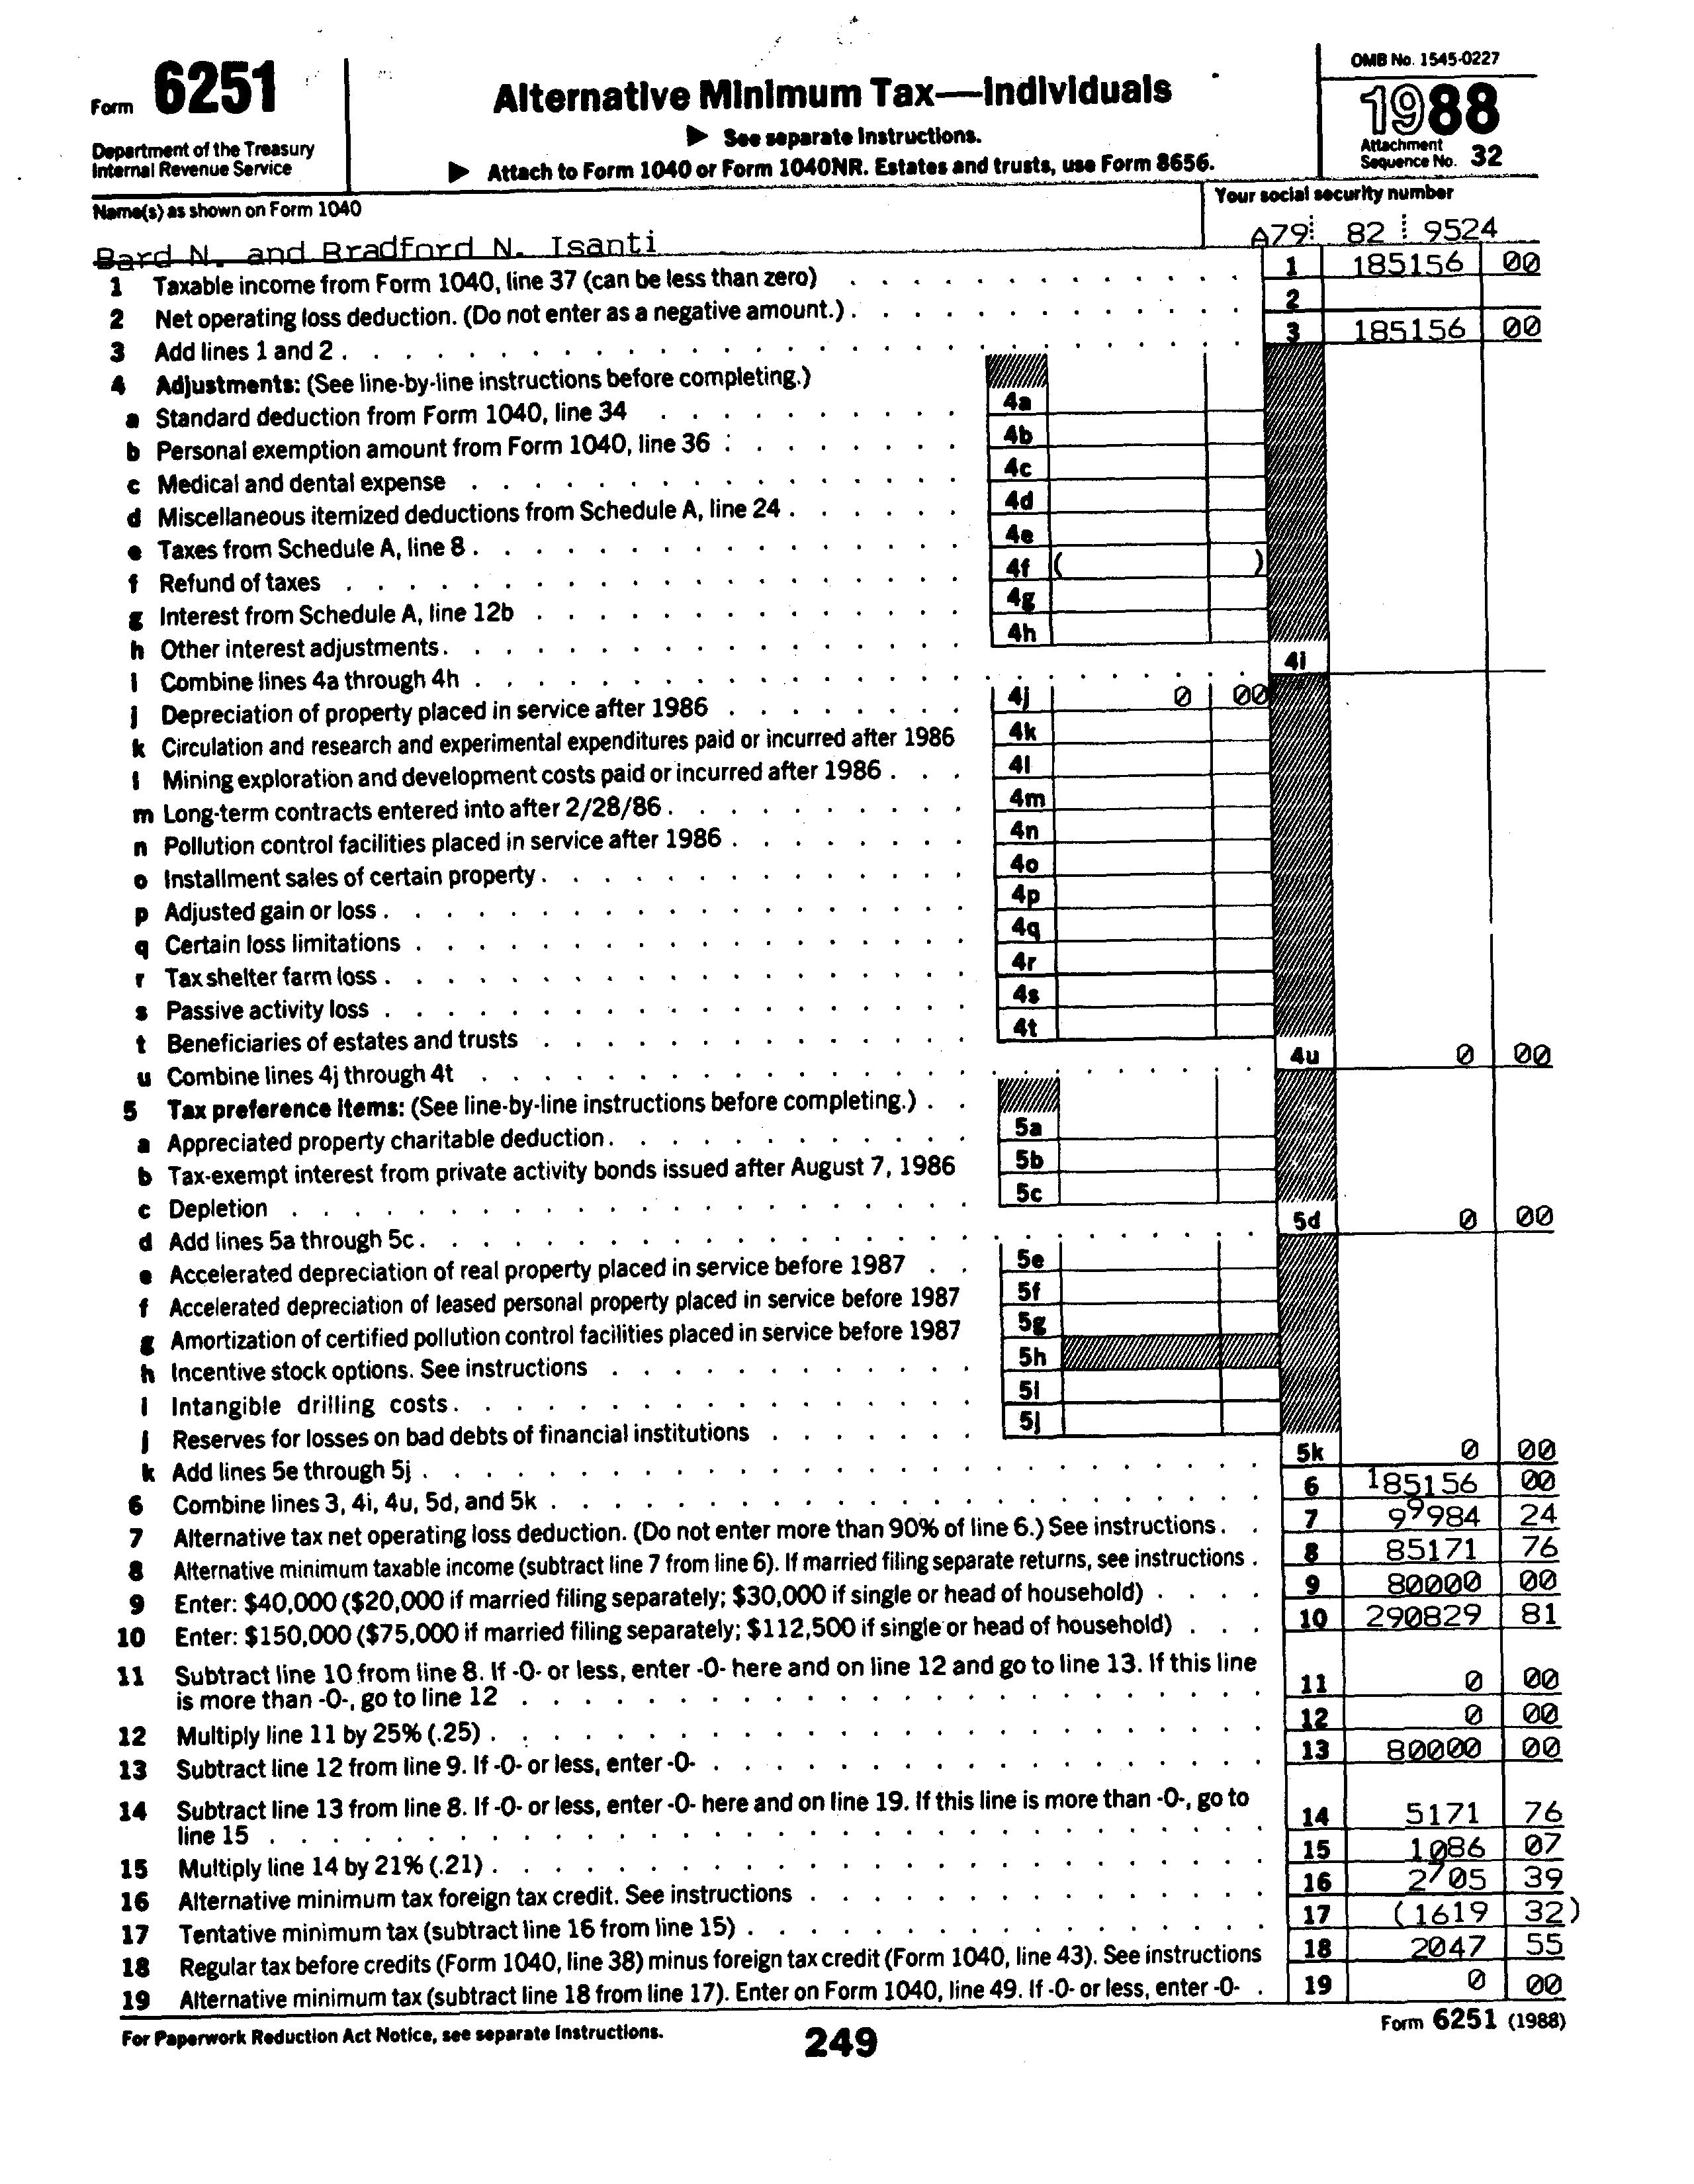 Form 6251
Department of the Treasury
Internal Revenue Service
Alternative Minimum Tax—Individuals
▶ See separate Instructions.
▶ Attach to Form 1040 or Form 1040NR. Estates and trusts, use Form 8656.
OMB No. 1545-0227
1988
Attachment
Sequence No. 32
Name(s) as shown on Form 1040
Your social security number
Bard N. and Bradford N. Isanti
A79 82 9524
1 Taxable income from Form 1040, line 37 (can be less than zero) 1 185156 00
2 Net operating loss deduction. (Do not enter as a negative amount.) 2
3 Add lines 1 and 2 3 185156 00
4 Adjustments: (See line-by-line instructions before completing.)
a Standard deduction from Form 1040, line 34 4a
b Personal exemption amount from Form 1040, line 36 4b
c Medical and dental expense 4c
d Miscellaneous itemized deductions from Schedule A, line 24 4d
e Taxes from Schedule A, line 8 4e
f Refund of taxes 4f ( )
g Interest from Schedule A, line 12b 4g
h Other interest adjustments 4h
i Combine lines 4a through 4h 4i
j Depreciation of property placed in service after 1986 4j 0 00
k Circulation and research and experimental expenditures paid or incurred after 1986 4k
l Mining exploration and development costs paid or incurred after 1986 4l
m Long-term contracts entered into after 2/28/86 4m
n Pollution control facilities placed in service after 1986 4n
o Installment sales of certain property 4o
p Adjusted gain or loss 4p
q Certain loss limitations 4q
r Tax shelter farm loss 4r
s Passive activity loss 4s
t Beneficiaries of estates and trusts 4t
u Combine lines 4j through 4t 4u 0 00
5 Tax preference items: (See line-by-line instructions before completing.)
a Appreciated property charitable deduction 5a
b Tax-exempt interest from private activity bonds issued after August 7, 1986 5b
c Depletion 5c
d Add lines 5a through 5c 5d 0 00
e Accelerated depreciation of real property placed in service before 1987 5e
f Accelerated depreciation of leased personal property placed in service before 1987 5f
g Amortization of certified pollution control facilities placed in service before 1987 5g
h Incentive stock options. See instructions 5h
i Intangible drilling costs 5i
j Reserves for losses on bad debts of financial institutions 5j
k Add lines 5e through 5j 5k 0 00
6 Combine lines 3, 4i, 4u, 5d, and 5k 6 185156 00
7 Alternative tax net operating loss deduction. (Do not enter more than 90% of line 6.) See instructions 7 99984 24
8 Alternative minimum taxable income (subtract line 7 from line 6). If married filing separate returns, see instructions 8 85171 76
9 Enter: $40,000 ($20,000 if married filing separately; $30,000 if single or head of household) 9 80000 00
10 Enter: $150,000 ($75,000 if married filing separately; $112,500 if single or head of household) 10 290829 81
11 Subtract line 10 from line 8. If -0- or less, enter -0- here and on line 12 and go to line 13. If this line
is more than -0-, go to line 12 11 0 00
12 Multiply line 11 by 25% (.25) 12 0 00
13 Subtract line 12 from line 9. If -0- or less, enter -0- 13 80000 00
14 Subtract line 13 from line 8. If -0- or less, enter -0- here and on line 19. If this line is more than -0-, go to
line 15 14 5171 76
15 Multiply line 14 by 21% (.21) 15 1086 07
16 Alternative minimum tax foreign tax credit. See instructions 16 2705 39
17 Tentative minimum tax (subtract line 16 from line 15) 17 (1619 32)
18 Regular tax before credits (Form 1040, line 38) minus foreign tax credit (Form 1040, line 43). See instructions 18 2047 55
19 Alternative minimum tax (subtract line 18 from line 17). Enter on Form 1040, line 49. If -0- or less, enter -0- 19 0 00
For Paperwork Reduction Act Notice, see separate Instructions.
249
Form 6251 (1988)